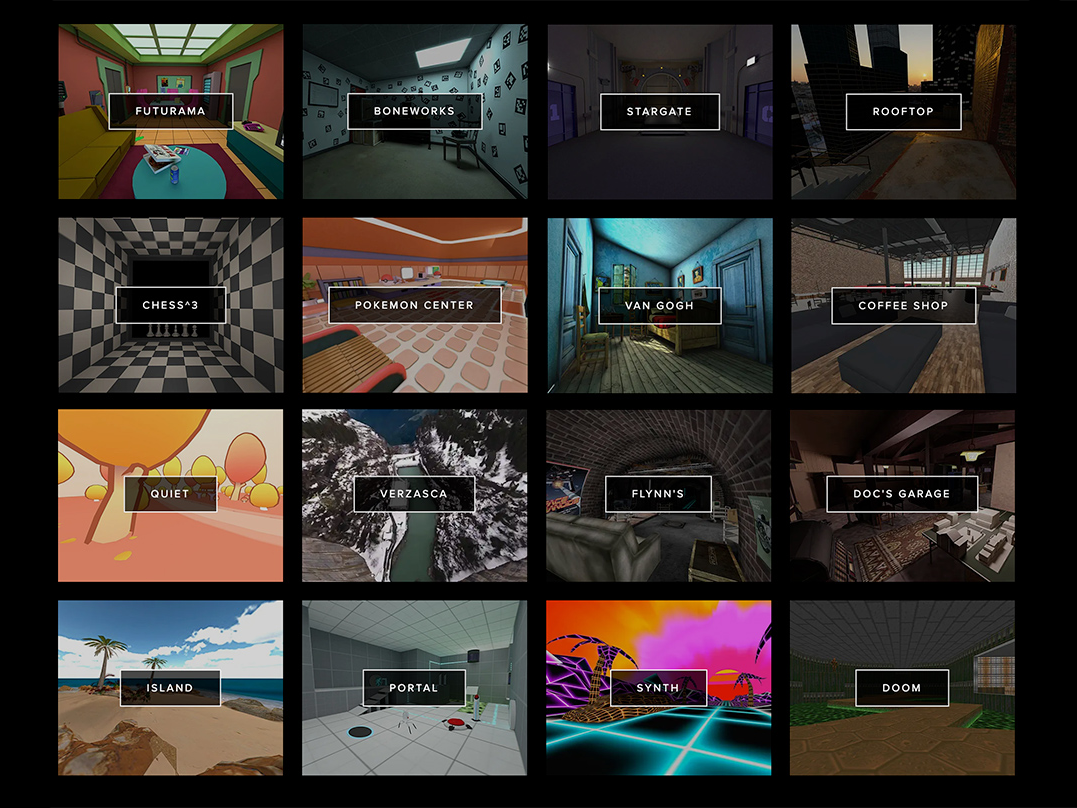 FUTURAMA
BONEWORKS
STARGATE
ROOFTOP
CHESS^3
POKEMON CENTER
VAN GOGH
COFFEE SHOP
QUIET
VERZASCA
FLYNN'S
DOC'S GARAGE
ISLAND
PORTAL
SYNTH
DOOM